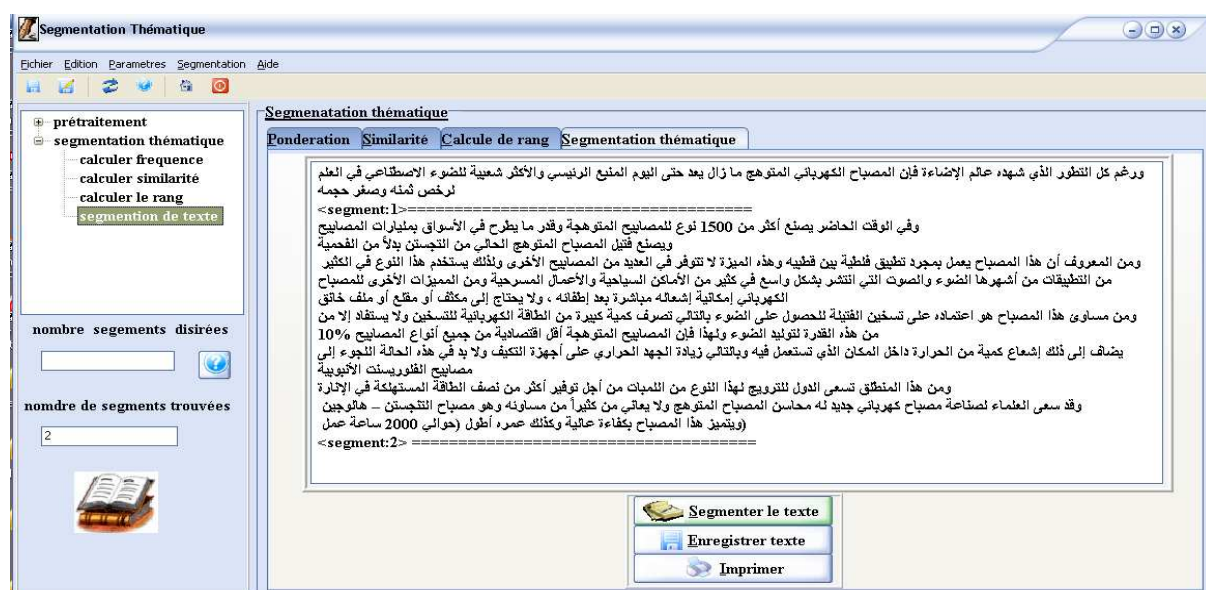 Segmentation Thématique
Fichier Edition Parametres Segmentation Aide
prétraitement
segmentation thématique
calculer frequence
calculer similarité
calculer le rang
segmention de texte
nombre segements disirées
nomdre de segments trouvées
2
Segmenatation thématique
Ponderation Similarité Calcule de rang Segmentation thématique
ورغم كل التطور الذي شهده عالم الإضاءة فإن المصباح الكهربائي المتوهج ما زال يعد حتى اليوم المنبع الرئيسي والأكثر شعبية للضوء الاصطناعي في العلم
لرخص ثمنه وصغر حجمه
<segment:1>===================================
وفي الوقت الحاضر يصنع أكثر من 1500 نوع للمصابيح المتوهجة وقدر ما يطرح في الأسواق بمليارات المصابيح
ويصنع فتيل المصباح المتوهج الحالي من التجستن بدلاً من الفحمية
ومن المعروف أن هذا المصباح يعمل بمجرد تطبيق فلطية بين قطبيه وهذه الميزة لا تتوفر في العديد من المصابيح الأخرى ولذلك يستخدم هذا النوع في الكثير
من التطبيقات من أشهرها الضوء والصوت التي انتشر بشكل واسع في كثير من الأماكن السياحية والأعمال المسرحية ومن المميزات الأخرى للمصباح
الكهربائي إمكانية إشعاله مباشرة بعد إطفائه ، ولا يحتاج إلى مكثف أو مقلع أو ملف خانق
ومن مساوئ هذا المصباح هو اعتماده على تسخين الفتيلة للحصول على الضوء بالتالي تصرف كمية كبيرة من الطاقة الكهربائية للتسخين ولا يستفاد إلا من
من هذه القدرة لتوليد الضوء ولهذا فإن المصابيح المتوهجة أقل اقتصادية من جميع أنواع المصابيح %10
يضاف إلى ذلك إشعاع كمية من الحرارة داخل المكان الذي تستعمل فيه وبالتالي زيادة الجهد الحراري على أجهزة التكيف ولا بد في هذه الحالة اللجوء إلى
مصابيح الفلوريسنت الأنبوبية
ومن هذا المنطلق تسعى الدول للترويج لهذا النوع من اللمبات من أجل توفير أكثر من نصف الطاقة المستهلكة في الإنارة
وقد سعى العلماء لصناعة مصباح كهربائي جديد له محاسن المصباح المتوهج ولا يعاني من كثيراً من مساوئه وهو مصباح التنجستن – هالوجين
(ويتميز هذا المصباح بكفاءة عالية وكذلك عمره أطول (حوالي 2000 ساعة عمل
<segment:2> ===================================
Segmenter le texte
Enregistrer texte
Imprimer